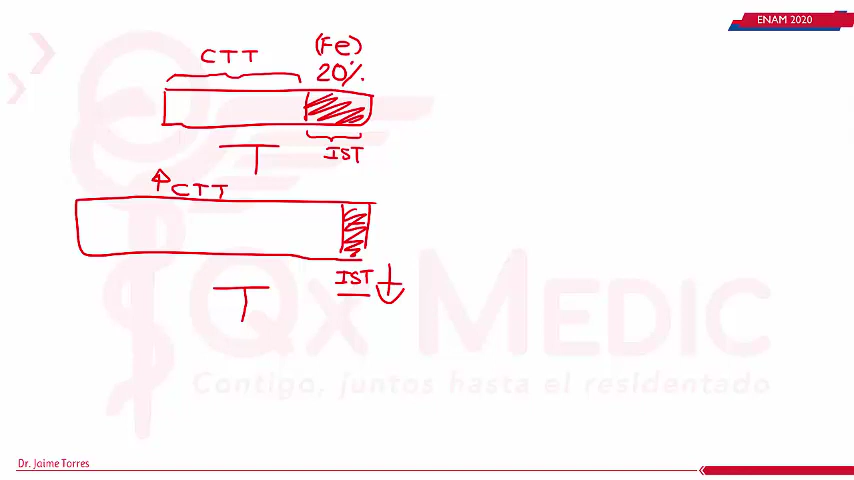 ENAM 2020
(Fe)
CTT
20%
IST
T
↑CTT
IST ↓
T
QX MEDIC
Contigo, juntos hasta el residentado
Dr. Jaime Torres